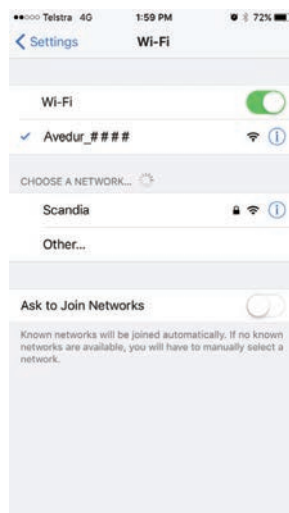 Telstra 4G 1:59 PM 72%
Settings Wi-Fi
Wi-Fi
Avedur_####
CHOOSE A NETWORK...
Scandia
Other...
Ask to Join Networks
Known networks will be joined automatically. If no known
networks are available, you will have to manually select a
network.